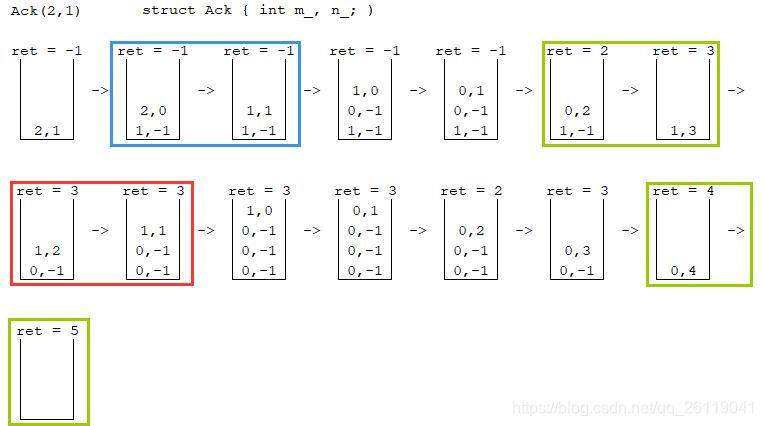 Ack(2,1) struct Ack { int m_, n_; )
ret = -1 ret = -1 ret = -1 ret = -1 ret = -1 ret = 2 ret = 3
-> -> -> 1,0 -> 0,1 -> -> ->
2,0 1,1 0,-1 0,-1 0,2
2,1 1,-1 1,-1 1,-1 1,-1 1,-1 1,3
ret = 3 ret = 3 ret = 3 ret = 3 ret = 2 ret = 3 ret = 4
1,0 0,1
-> 1,1 -> 0,-1 -> 0,-1 -> 0,2 -> -> ->
1,2 0,-1 0,-1 0,-1 0,-1 0,3
0,-1 0,-1 0,-1 0,-1 0,-1 0,-1 0,4
ret = 5
https://blog.csdn.net/qq_26119041